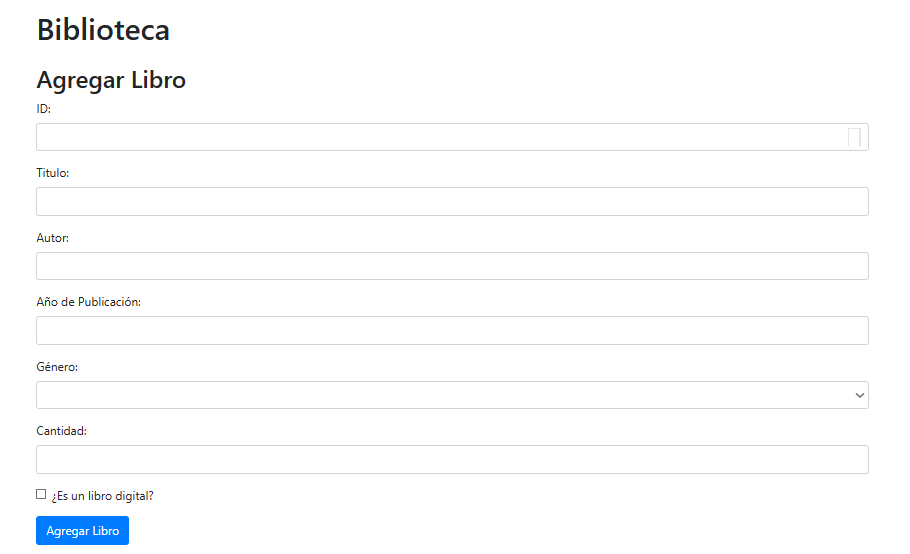 Biblioteca
Agregar Libro
ID:
Titulo:
Autor:
Año de Publicación:
Género:
Cantidad:
¿Es un libro digital?
Agregar Libro